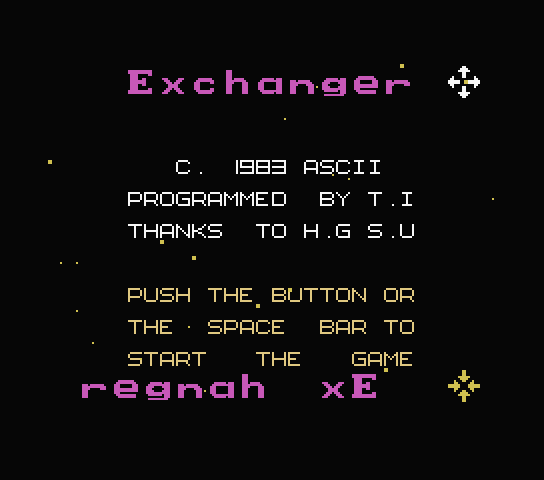 Exchanger
C. 1983 ASCII
PROGRAMMED BY T.I
THANKS TO H.G S.U
PUSH THE BUTTON OR
THE SPACE BAR TO
START THE GAME
regnah xE